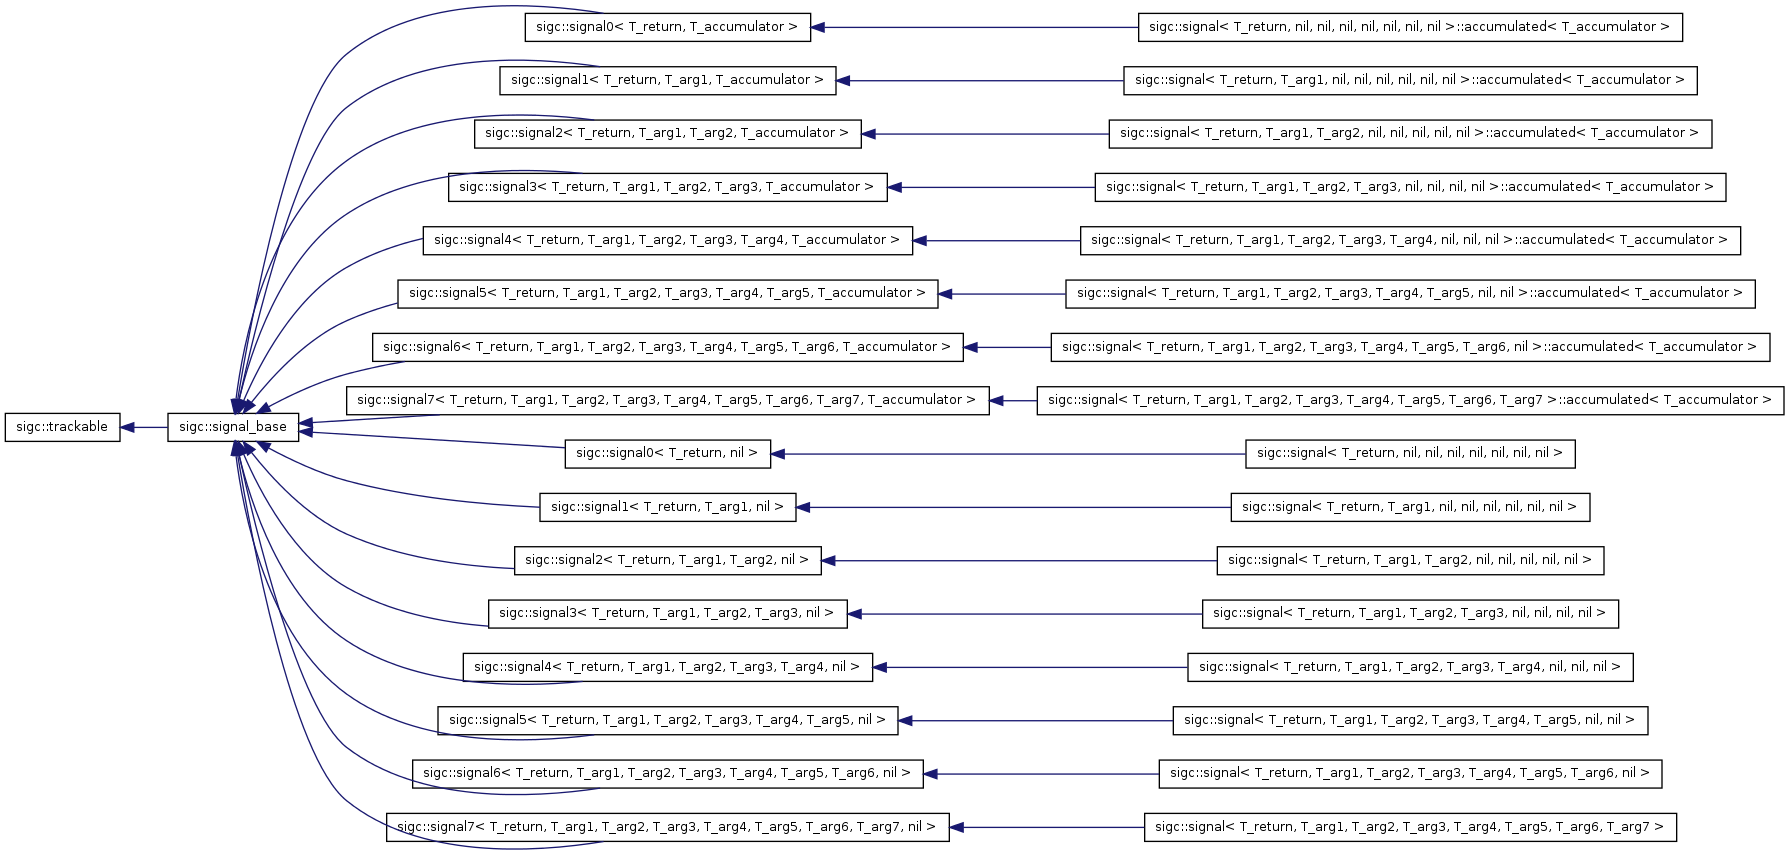 sigc::signal0< T_return, T_accumulator >
sigc::signal< T_return, nil, nil, nil, nil, nil, nil, nil >::accumulated< T_accumulator >
sigc::signal1< T_return, T_arg1, T_accumulator >
sigc::signal< T_return, T_arg1, nil, nil, nil, nil, nil, nil >::accumulated< T_accumulator >
sigc::signal2< T_return, T_arg1, T_arg2, T_accumulator >
sigc::signal< T_return, T_arg1, T_arg2, nil, nil, nil, nil, nil >::accumulated< T_accumulator >
sigc::signal3< T_return, T_arg1, T_arg2, T_arg3, T_accumulator >
sigc::signal< T_return, T_arg1, T_arg2, T_arg3, nil, nil, nil, nil >::accumulated< T_accumulator >
sigc::signal4< T_return, T_arg1, T_arg2, T_arg3, T_arg4, T_accumulator >
sigc::signal< T_return, T_arg1, T_arg2, T_arg3, T_arg4, nil, nil, nil >::accumulated< T_accumulator >
sigc::signal5< T_return, T_arg1, T_arg2, T_arg3, T_arg4, T_arg5, T_accumulator >
sigc::signal< T_return, T_arg1, T_arg2, T_arg3, T_arg4, T_arg5, nil, nil >::accumulated< T_accumulator >
sigc::signal6< T_return, T_arg1, T_arg2, T_arg3, T_arg4, T_arg5, T_arg6, T_accumulator >
sigc::signal< T_return, T_arg1, T_arg2, T_arg3, T_arg4, T_arg5, T_arg6, nil >::accumulated< T_accumulator >
sigc::signal7< T_return, T_arg1, T_arg2, T_arg3, T_arg4, T_arg5, T_arg6, T_arg7, T_accumulator >
sigc::signal< T_return, T_arg1, T_arg2, T_arg3, T_arg4, T_arg5, T_arg6, T_arg7 >::accumulated< T_accumulator >
sigc::trackable
sigc::signal_base
sigc::signal0< T_return, nil >
sigc::signal< T_return, nil, nil, nil, nil, nil, nil, nil >
sigc::signal1< T_return, T_arg1, nil >
sigc::signal< T_return, T_arg1, nil, nil, nil, nil, nil, nil >
sigc::signal2< T_return, T_arg1, T_arg2, nil >
sigc::signal< T_return, T_arg1, T_arg2, nil, nil, nil, nil, nil >
sigc::signal3< T_return, T_arg1, T_arg2, T_arg3, nil >
sigc::signal< T_return, T_arg1, T_arg2, T_arg3, nil, nil, nil, nil >
sigc::signal4< T_return, T_arg1, T_arg2, T_arg3, T_arg4, nil >
sigc::signal< T_return, T_arg1, T_arg2, T_arg3, T_arg4, nil, nil, nil >
sigc::signal5< T_return, T_arg1, T_arg2, T_arg3, T_arg4, T_arg5, nil >
sigc::signal< T_return, T_arg1, T_arg2, T_arg3, T_arg4, T_arg5, nil, nil >
sigc::signal6< T_return, T_arg1, T_arg2, T_arg3, T_arg4, T_arg5, T_arg6, nil >
sigc::signal< T_return, T_arg1, T_arg2, T_arg3, T_arg4, T_arg5, T_arg6, nil >
sigc::signal7< T_return, T_arg1, T_arg2, T_arg3, T_arg4, T_arg5, T_arg6, T_arg7, nil >
sigc::signal< T_return, T_arg1, T_arg2, T_arg3, T_arg4, T_arg5, T_arg6, T_arg7 >